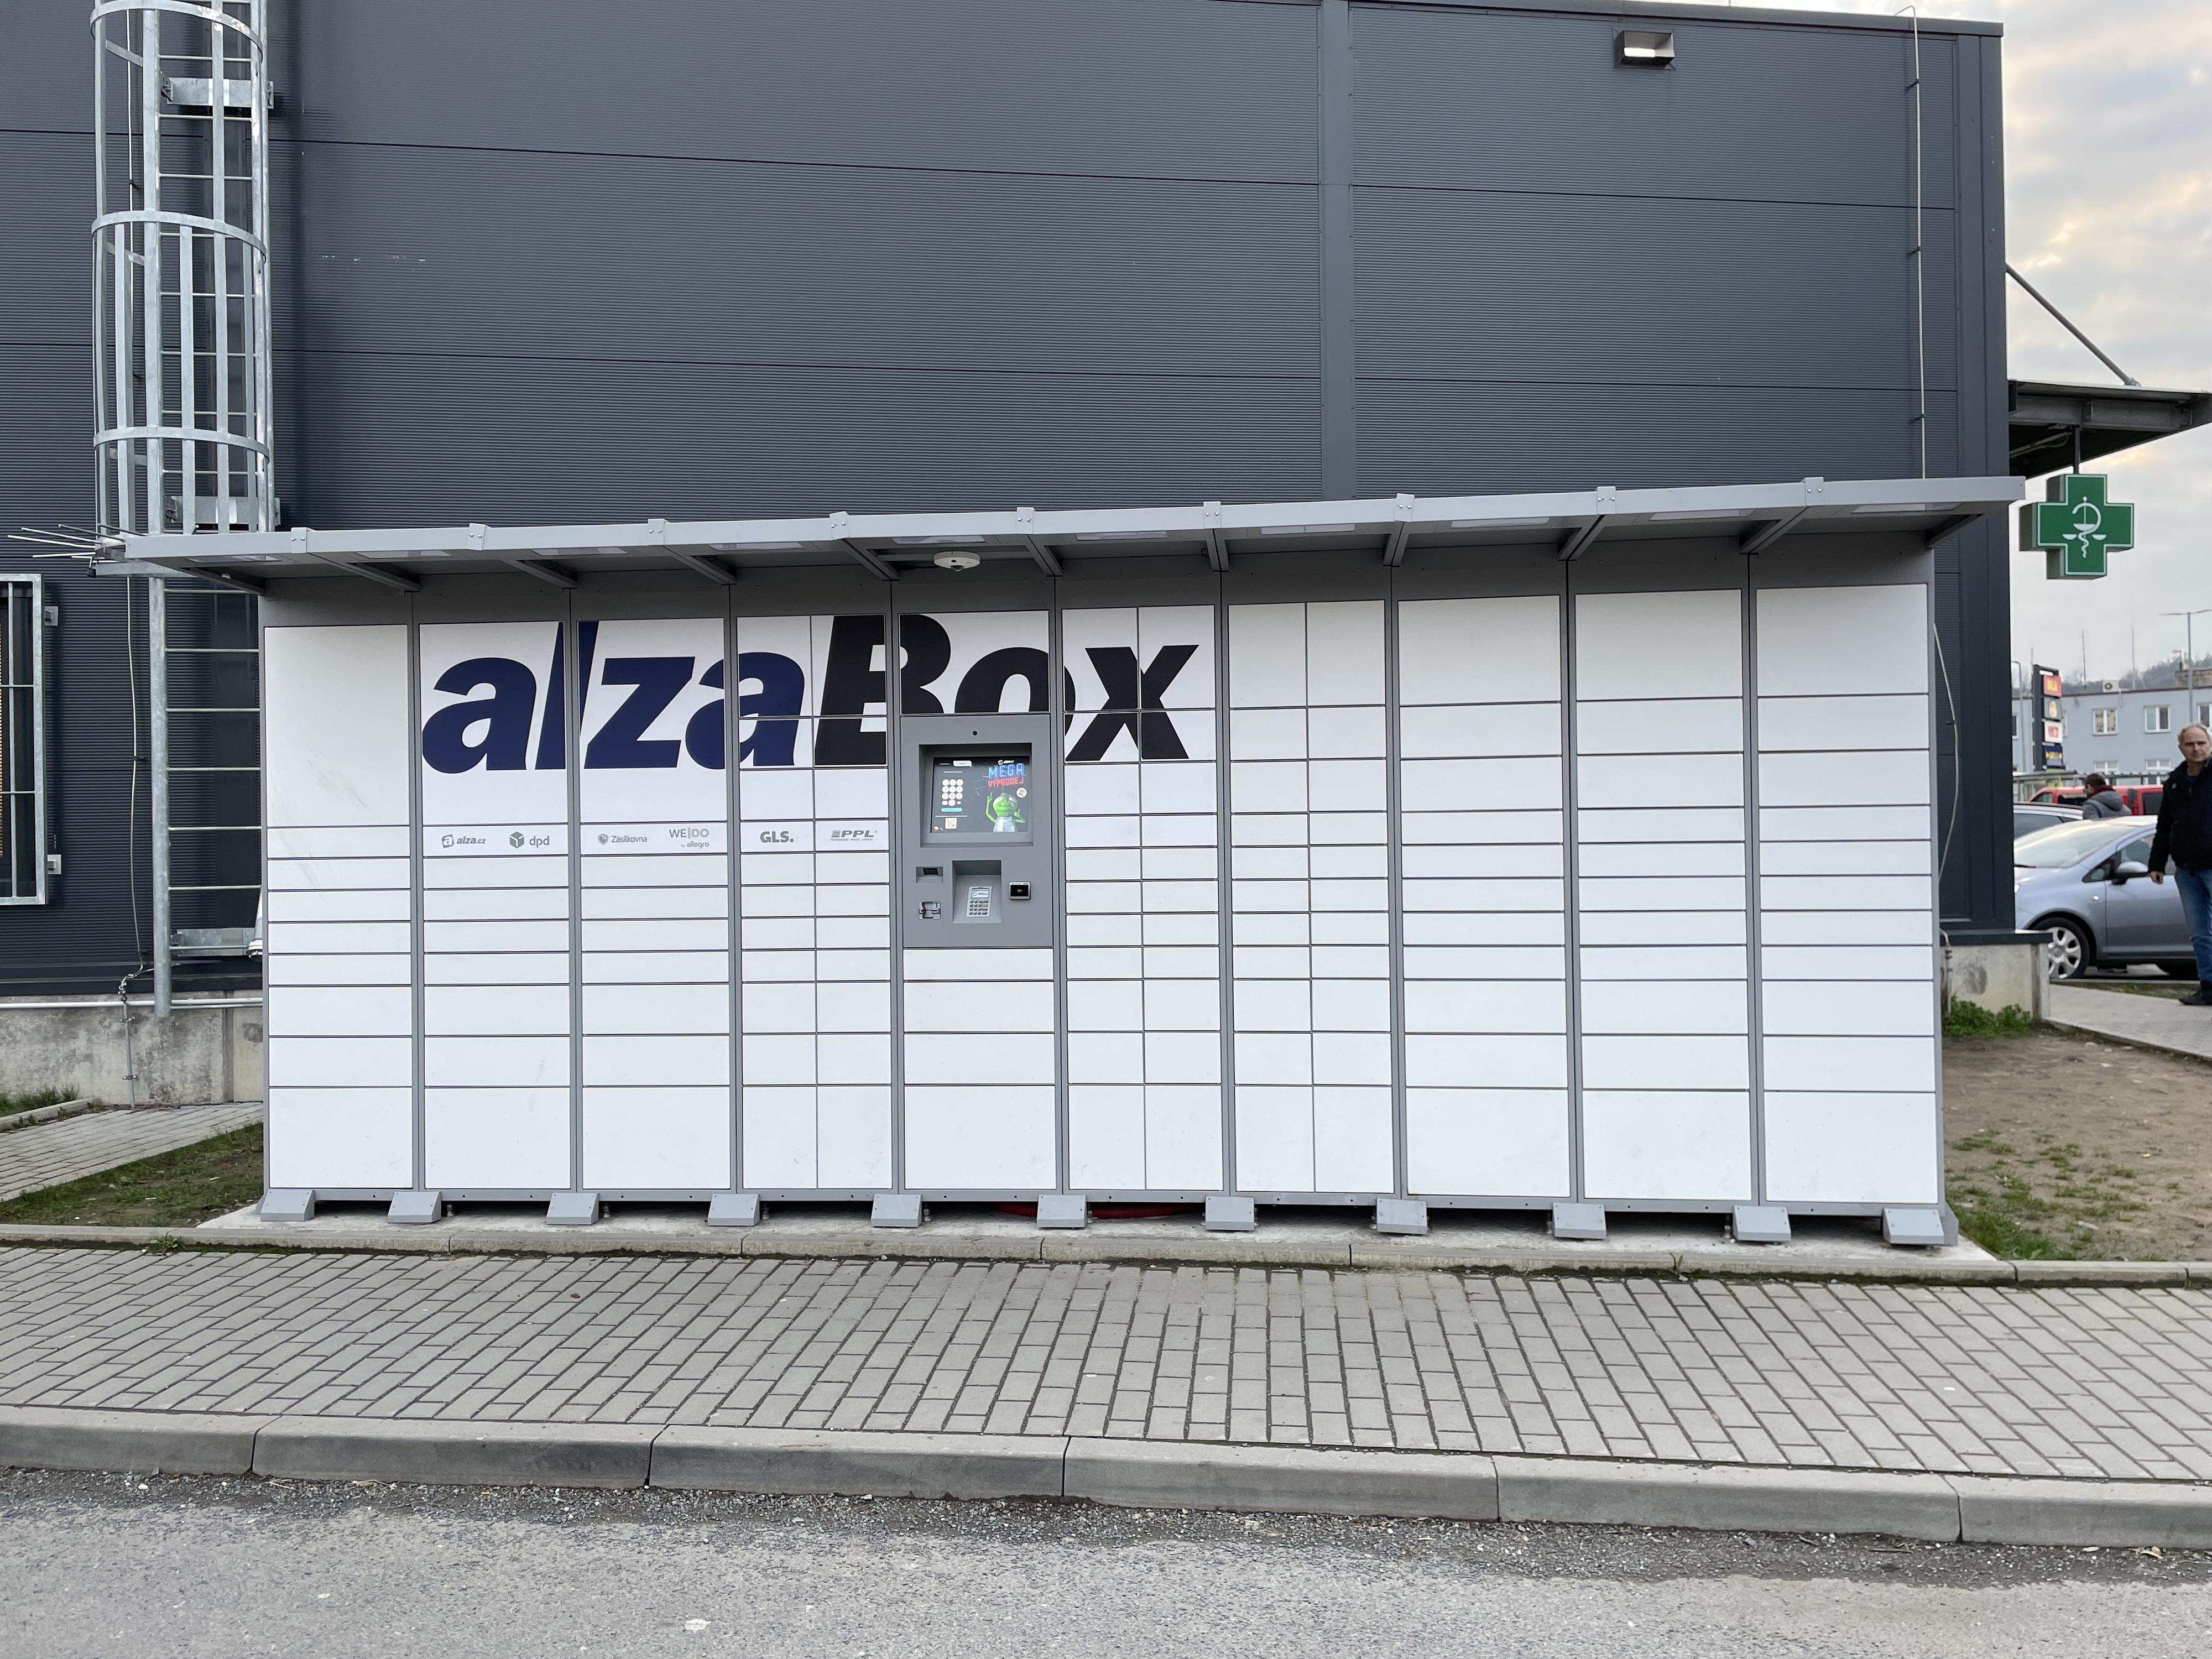 alzaBox
MEGA
VÝPRODEJ
alza.cz
dpd
Zásilkovna
WE|DO
by allegro
GLS.
PPL